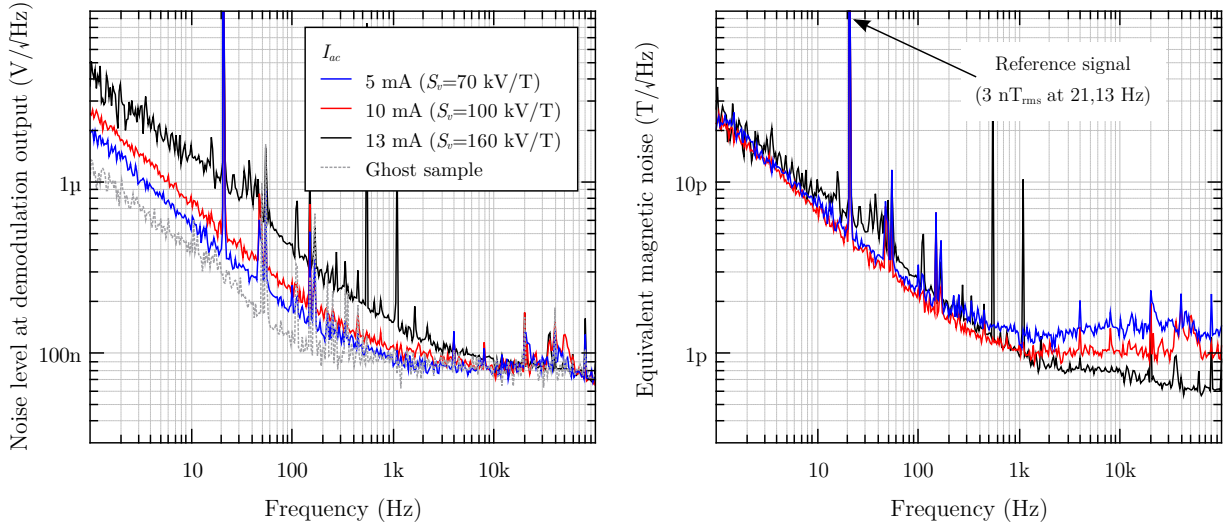 Noise level at demodulation output (V/√Hz)
1µ
100n
10
100
1k
10k
Frequency (Hz)
I_ac
5 mA (S_v=70 kV/T)
10 mA (S_v=100 kV/T)
13 mA (S_v=160 kV/T)
Ghost sample
Equivalent magnetic noise (T/√Hz)
10p
1p
10
100
1k
10k
Frequency (Hz)
Reference signal
(3 nT_rms at 21,13 Hz)